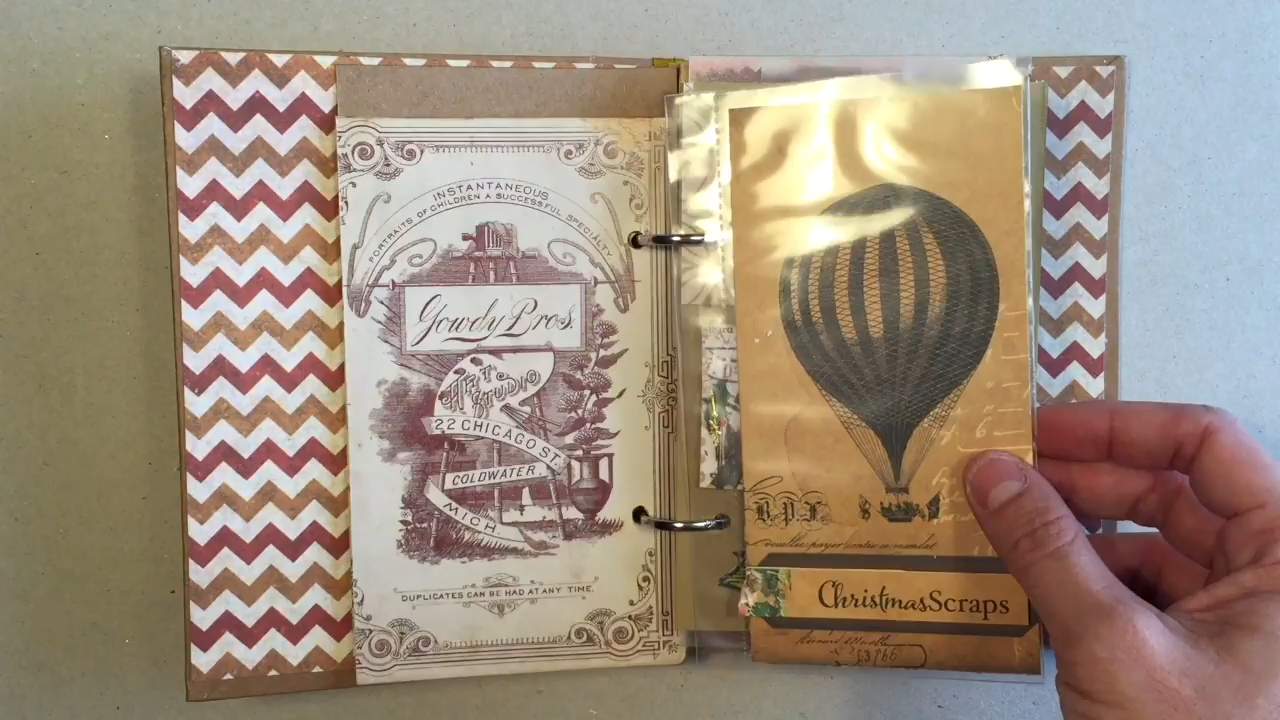 INSTANTANEOUS
PORTRAITS OF CHILDREN A SUCCESSFUL SPECIALTY
Gowdy Bros.
ART
STUDIO
22 CHICAGO ST.
COLDWATER,
MICH.
DUPLICATES CAN BE HAD AT ANY TIME.
B.P.F.
ChristmasScraps